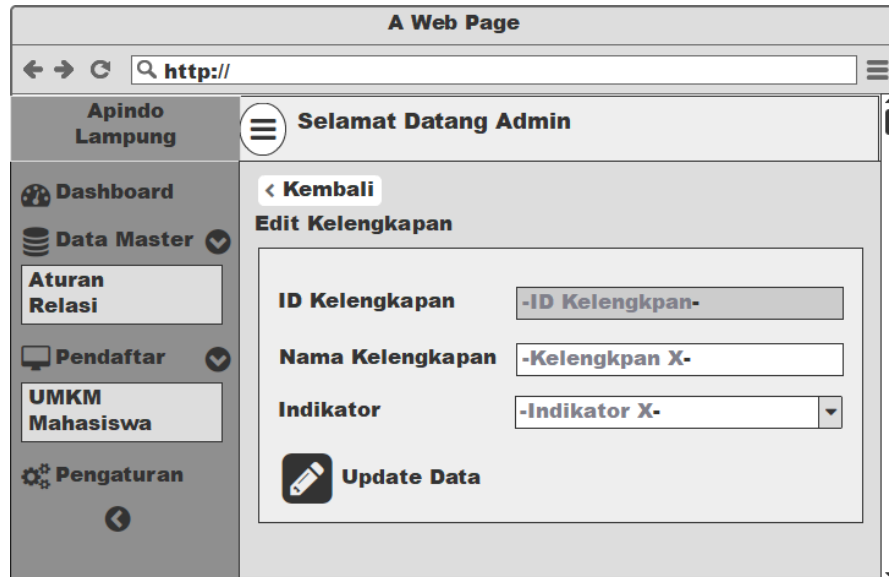 A Web Page
http://
Apindo
Lampung
Selamat Datang Admin
Dashboard
Data Master
Aturan
Relasi
Pendaftar
UMKM
Mahasiswa
Pengaturan
Kembali
Edit Kelengkapan
ID Kelengkapan -ID Kelengkpan-
Nama Kelengkapan -Kelengkpan X-
Indikator -Indikator X-
Update Data